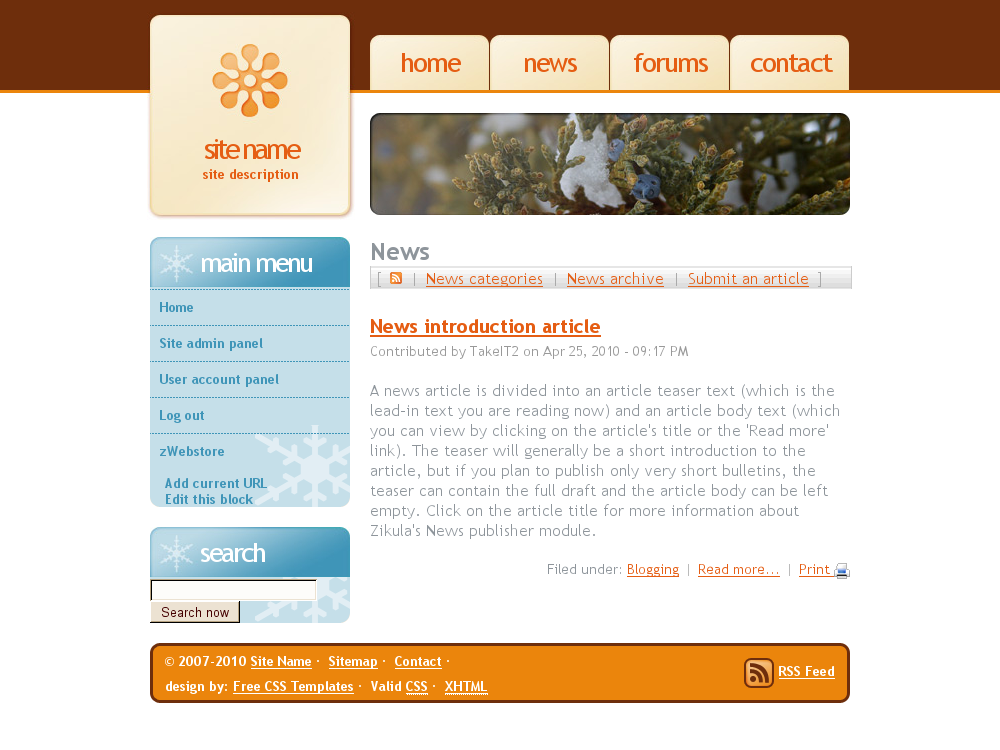 site name
site description
home
news
forums
contact
main menu
Home
Site admin panel
User account panel
Log out
zWebstore
Add current URL
Edit this block
search
Search now
News
[ | News categories | News archive | Submit an article ]
News introduction article
Contributed by TakeIT2 on Apr 25, 2010 - 09:17 PM
A news article is divided into an article teaser text (which is the
lead-in text you are reading now) and an article body text (which
you can view by clicking on the article's title or the 'Read more'
link). The teaser will generally be a short introduction to the
article, but if you plan to publish only very short bulletins, the
teaser can contain the full draft and the article body can be left
empty. Click on the article title for more information about
Zikula's News publisher module.
Filed under: Blogging | Read more... | Print
© 2007-2010 Site Name · Sitemap · Contact ·
design by: Free CSS Templates · Valid CSS · XHTML
RSS Feed